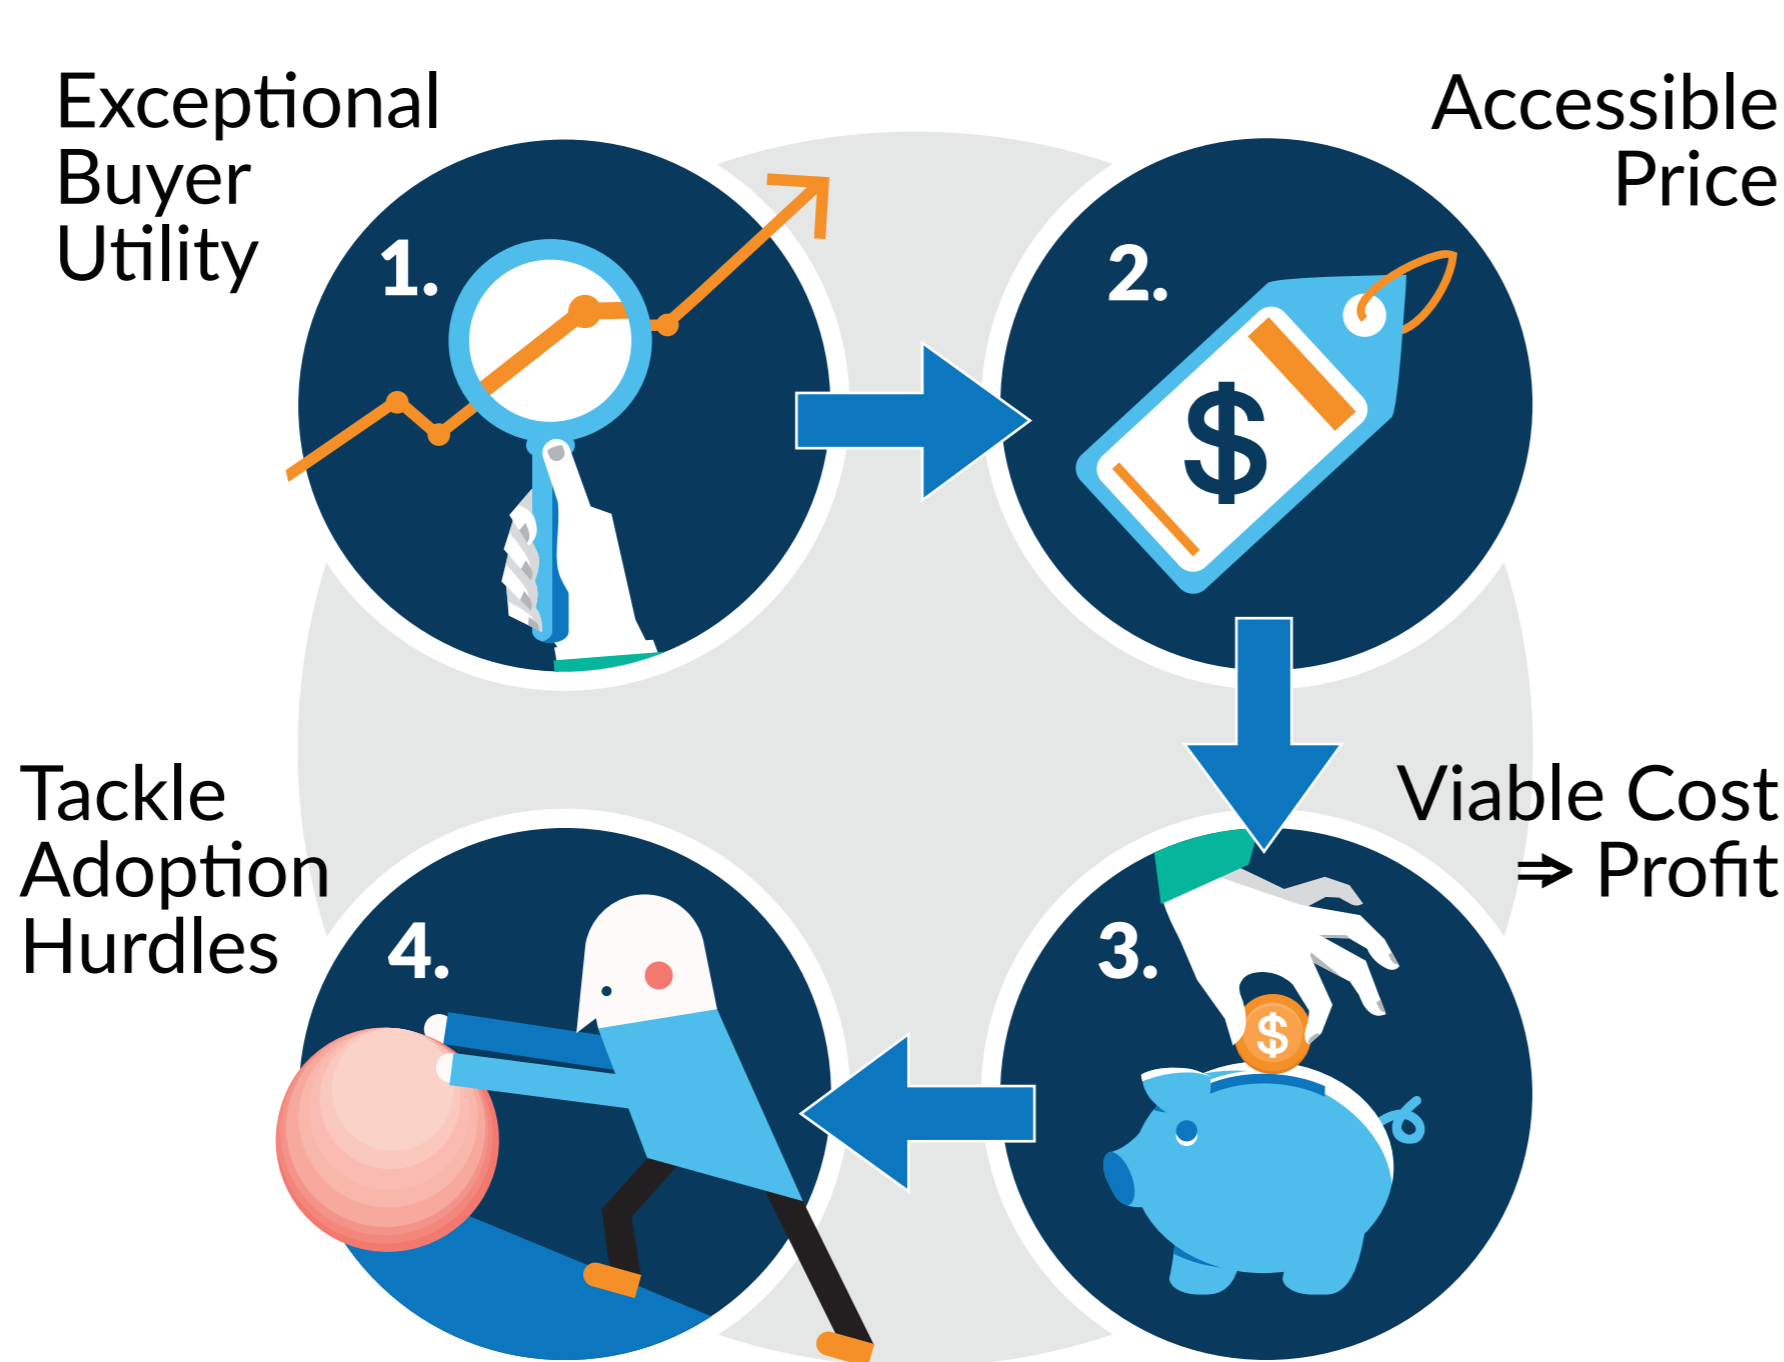 Exceptional
Buyer
Utility
1.
Accessible
Price
2.
$
Viable Cost
⇒ Profit
3.
$
Tackle
Adoption
Hurdles
4.